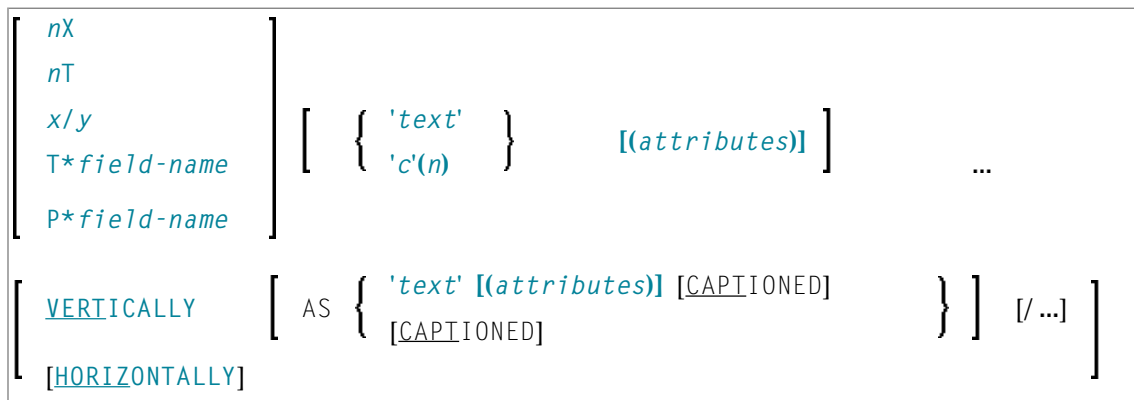 nX
nT
x/y
T*field-name
P*field-name
[ { 'text' 'c'(n) } [(attributes)] ] ...
VERTICALLY [ AS { 'text' [(attributes)] [CAPTIONED]
[CAPTIONED] } ] [/ ...]
[HORIZONTALLY]